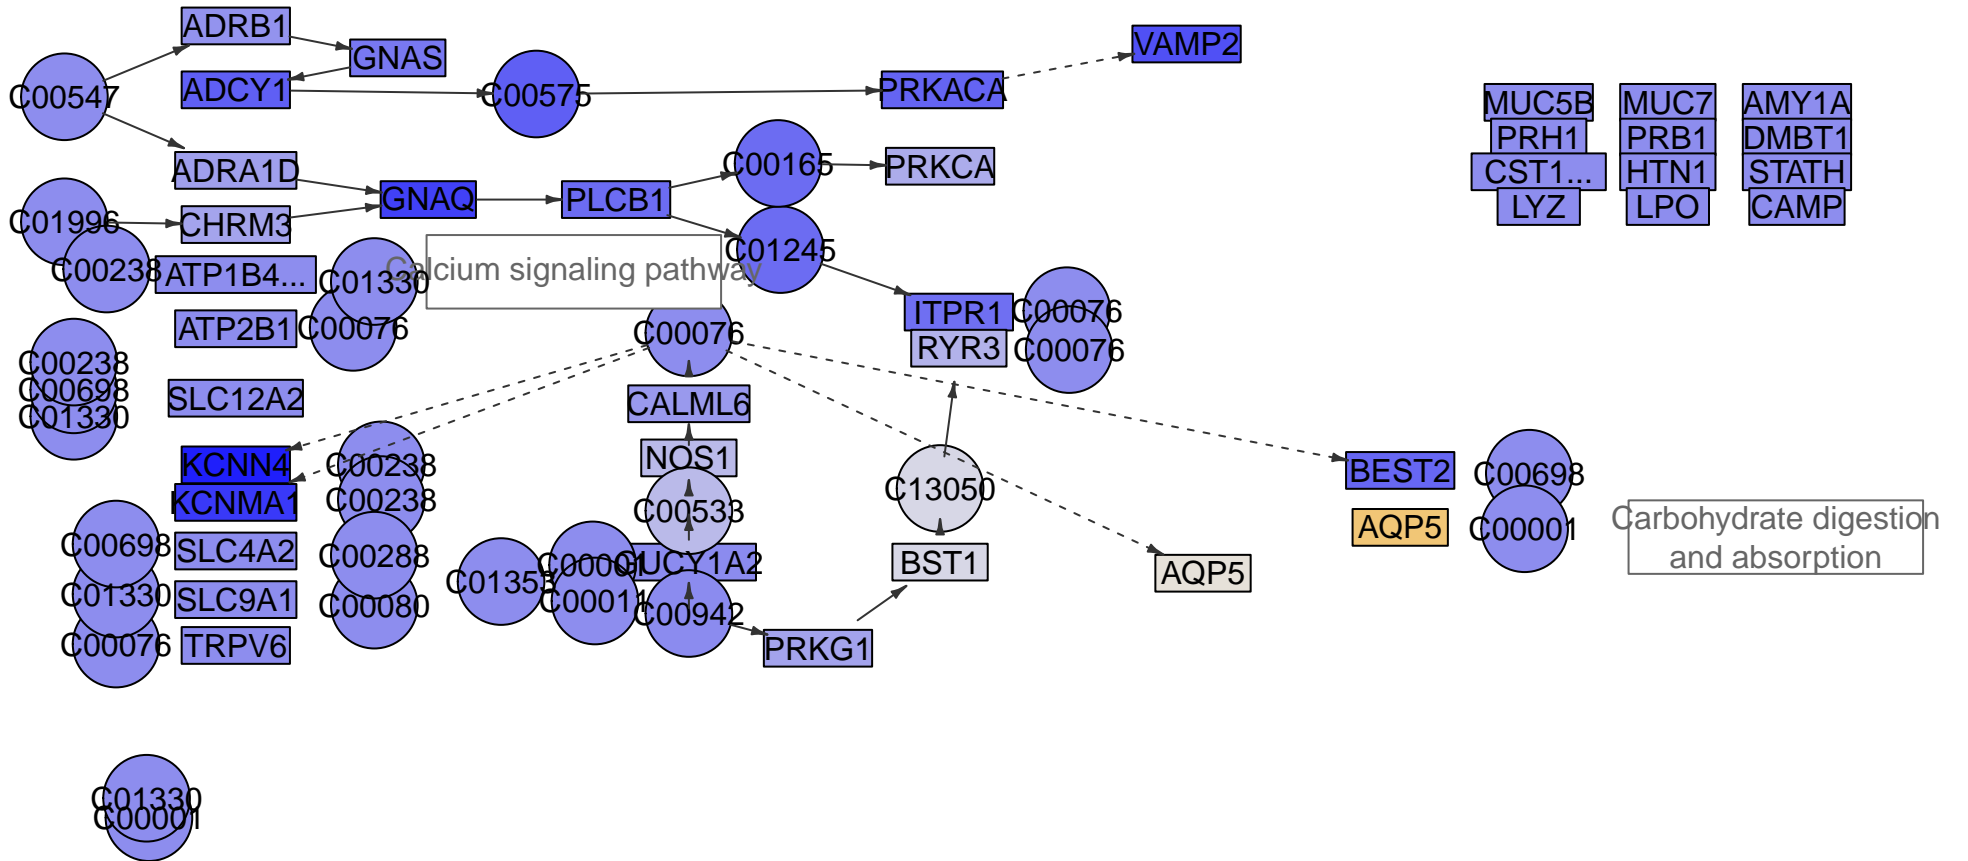 ADRB1
GNAS
VAMP2
C00547
ADCY1
C00575
PRKACA
MUC5B
MUC7
AMY1A
PRH1
PRB1
DMBT1
CST1...
HTN1
STATH
LYZ
LPO
CAMP
ADRA1D
C00165
PRKCA
GNAQ
PLCB1
C01996
CHRM3
C01245
C00238
ATP1B4...
C01330
Calcium signaling pathway
ATP2B1
C00076
C00076
ITPR1
C00076
RYR3
C00076
C00238
C00698
C01330
SLC12A2
CALML6
KCNN4
C00238
NOS1
KCNMA1
C00238
C00533
C13050
BEST2
C00698
AQP5
C00001
Carbohydrate digestion
and absorption
C00698
SLC4A2
C00288
C01353
C00001
GUCY1A2
BST1
AQP5
C01330
SLC9A1
C00080
C00011
C00942
C00076
TRPV6
PRKG1
C01330
C00001